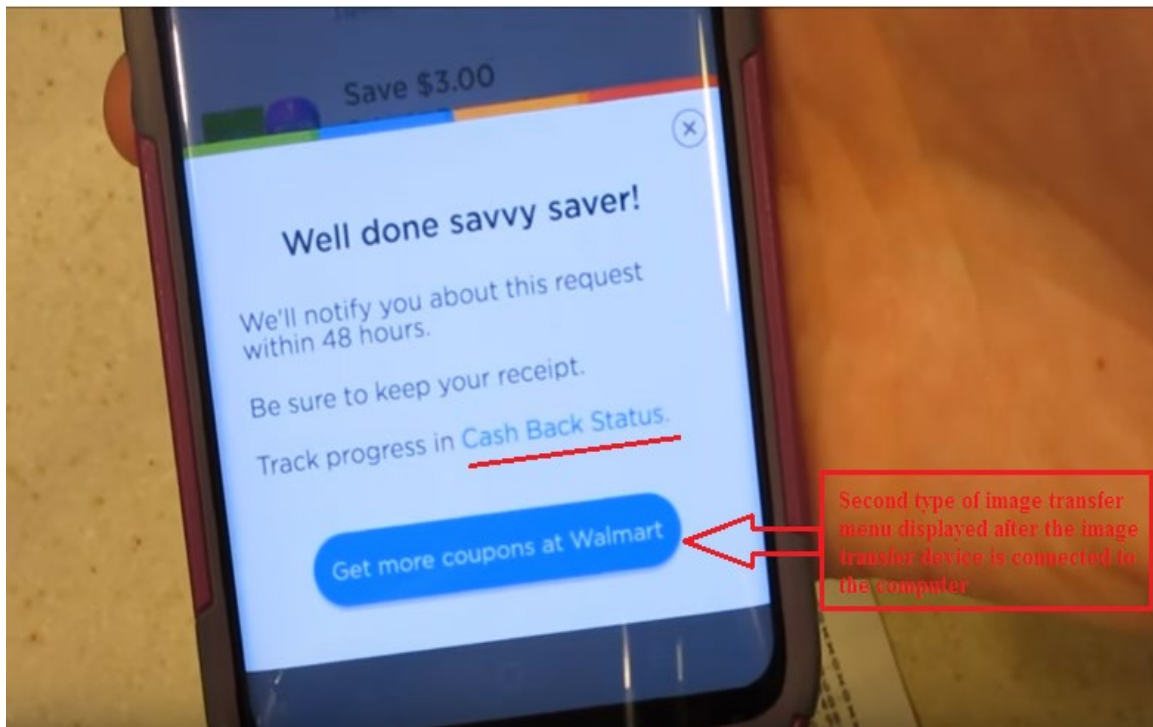 Save $3.00
Well done savvy saver!
We'll notify you about this request
within 48 hours.
Be sure to keep your receipt.
Track progress in Cash Back Status.
Get more coupons at Walmart
Second type of image transfer
menu displayed after the image
transfer device is connected to
the computer